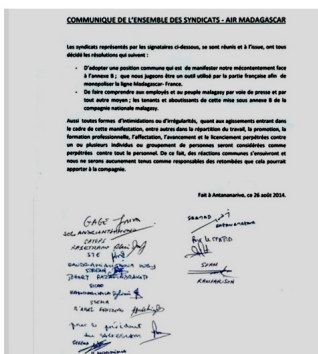 COMMUNIQUE DE L'ENSEMBLE DES SYNDICATS - AIR MADAGASCAR
Les syndicats représentés par les signataires ci-dessous, se sont réunis et à l'issue, ont tous
décidé les résolutions qui suivent :
• D'adopter une position commune qui est de manifester notre mécontentement face
à l'annexe B ; que nous jugeons être un outil utilisé par la partie française afin de
monopoliser la ligne Madagascar- France.
• De faire comprendre aux employés et au peuple malagasy par voie de presse et par
tout autre moyen ; les tenants et aboutissants de cette mise sous annexe B de la
compagnie nationale malagasy.
Aussi toutes formes d'intimidations ou d'irrégularités, quant aux agissements entrant dans
le cadre de cette manifestation, entre autres dans la répartition du travail, la promotion, la
formation professionnelle, l'affectation, l'avancement et le licenciement perpétrées contre
un ou plusieurs individus ou groupement de personnes seront considérées comme
perpétrées contre tout le personnel. De ce fait, des réactions communes s'ensuivront et
nous ne serons aucunement tenus comme responsables des retombées que cela pourrait
apporter à la compagnie.
Fait à Antananarivo, ce 26 août 2014.
GAGE
STE
SPAM
RAMIARISON